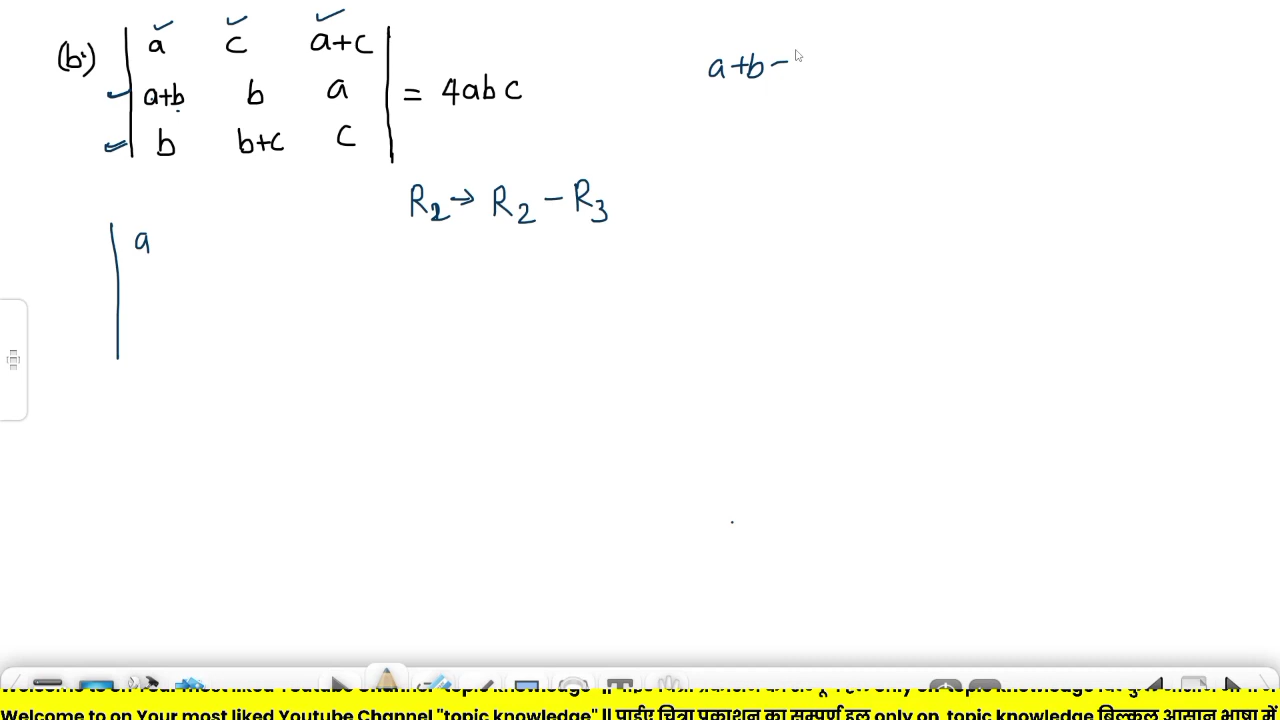 (b) | a c a+c |
| a+b b a | = 4abc
| b b+c c |
a+b-
R2 → R2 - R3
| a
Welcome to on Your most liked Youtube Channel "topic knowledge" || पाईए चित्रा प्रकाशन का सम्पूर्ण हल only on topic knowledge बिल्कुल आसान भाषा में